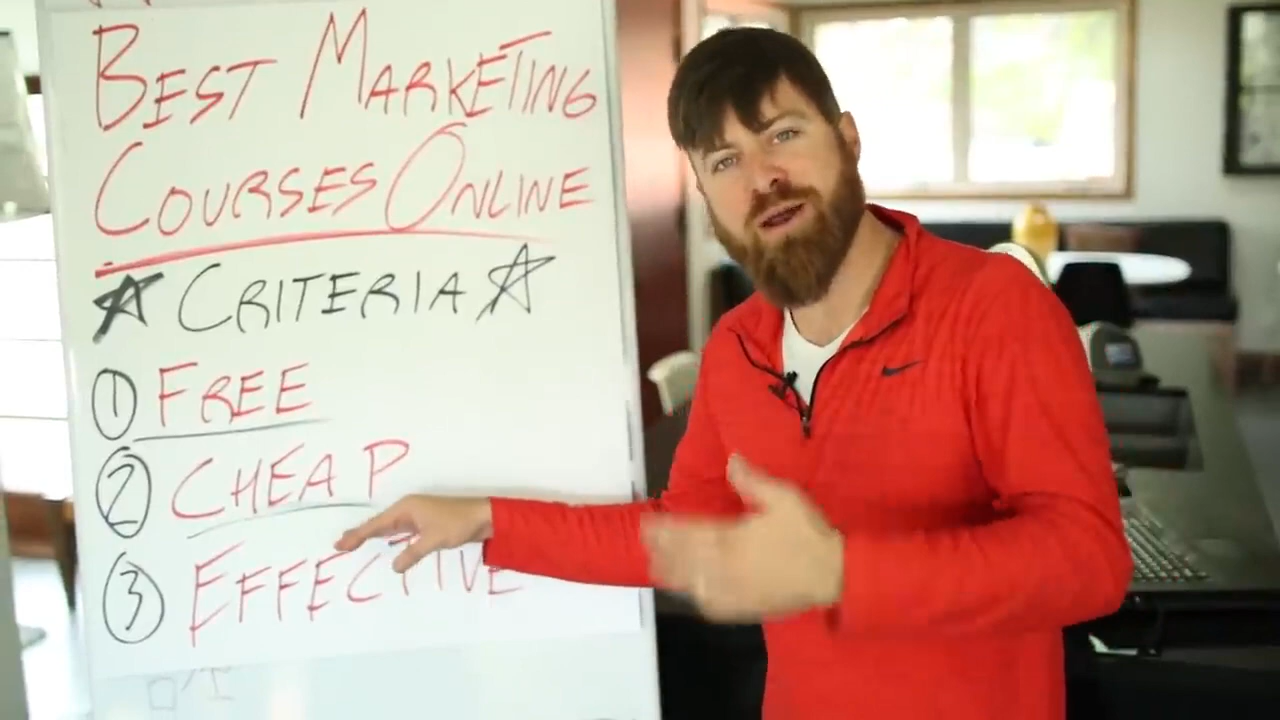 BEST MARKETING
COURSES ONLINE
CRITERIA
1 FREE
2 CHEAP
3 EFFECTIVE